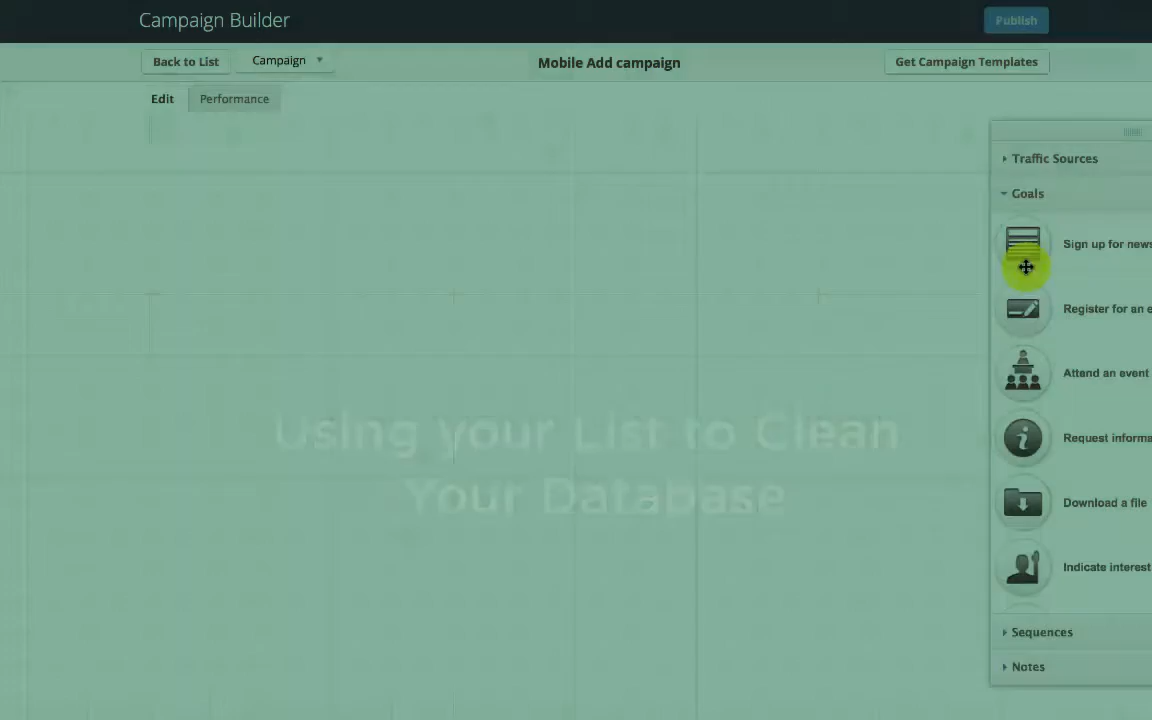 Campaign Builder
Publish
Back to List
Campaign
Mobile Add campaign
Get Campaign Templates
Edit
Performance
Traffic Sources
Goals
Sign up for news
Register for an e
Attend an event
Request informa
Using your List to Clean
Your Database
Download a file
Indicate interest
Sequences
Notes